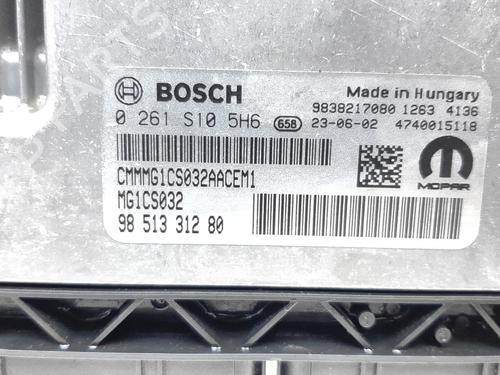 BOSCH
Made in Hungary
9838217080 1263 4136
0 261 S10 5H6 658 23-06-02 4740015118
CMMMG1CS032AACEM1
MG1CS032
98 513 312 80
MOPAR